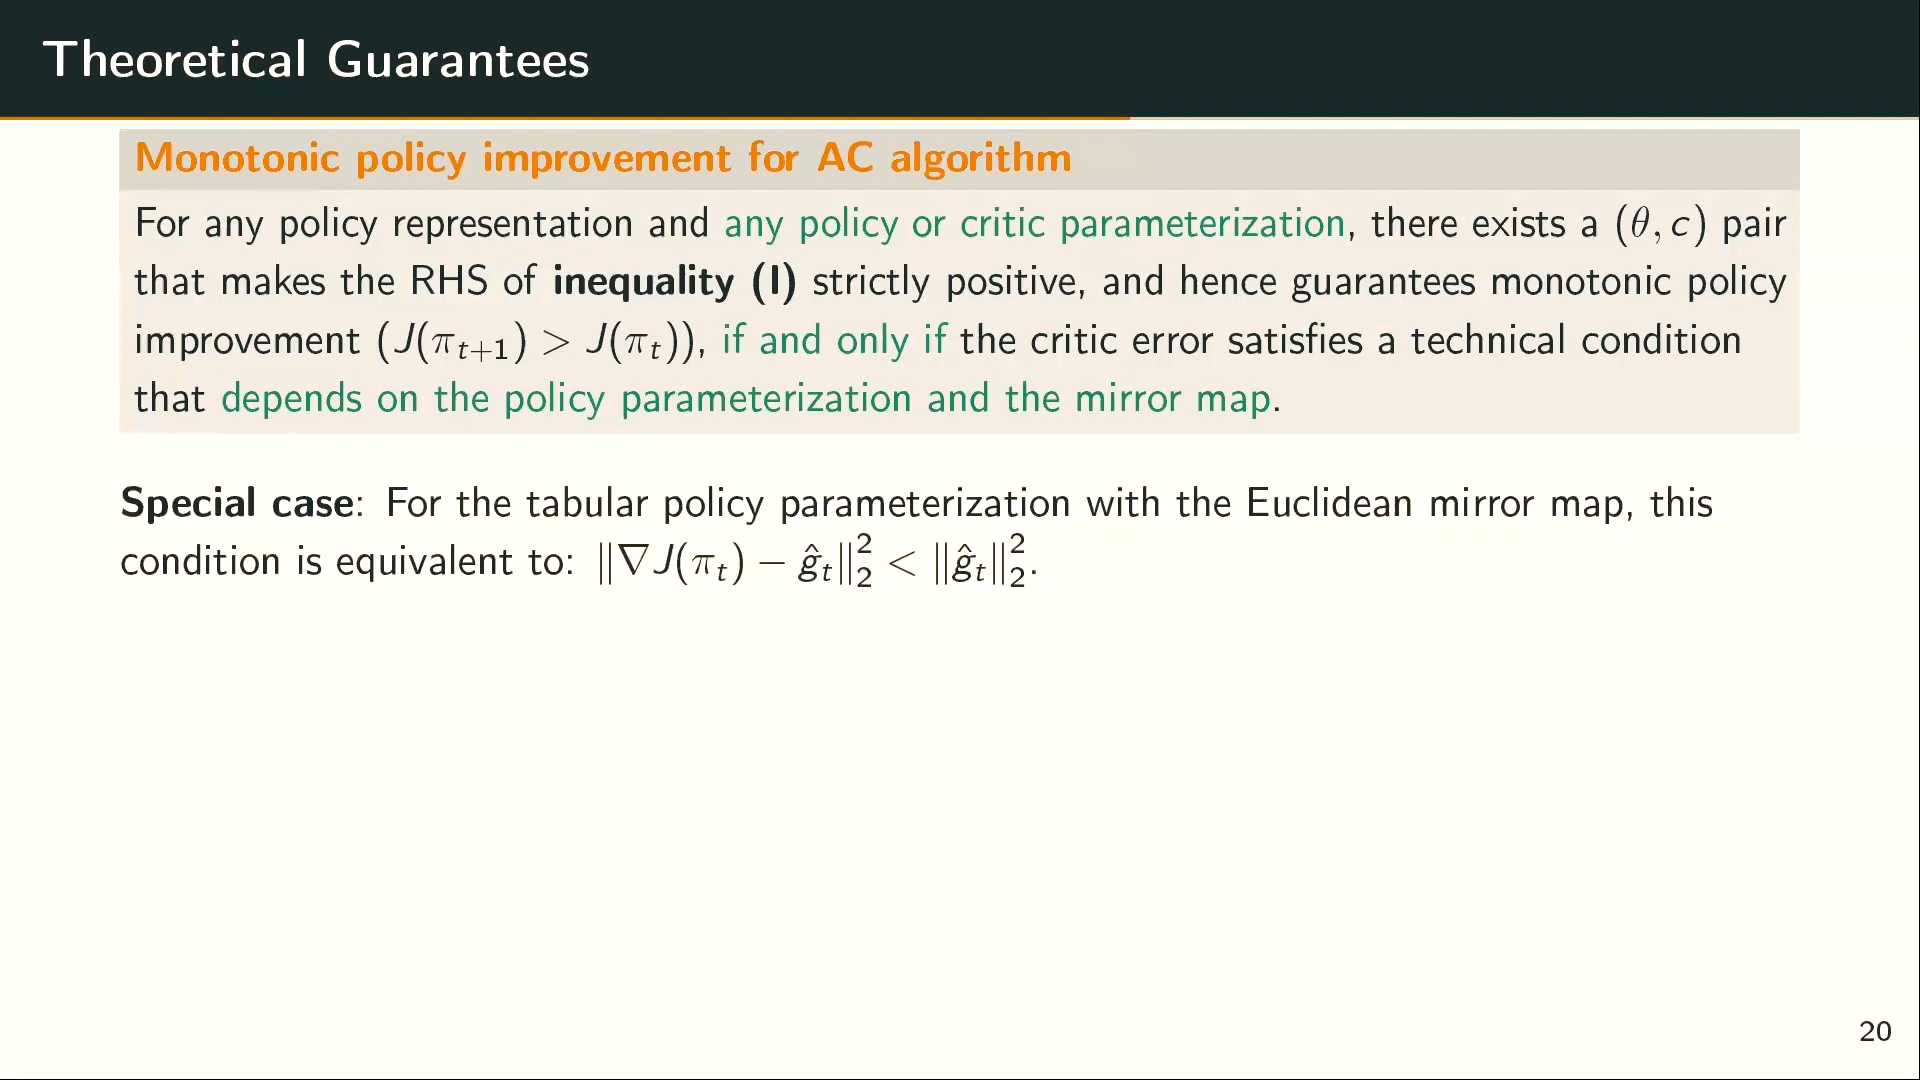 Theoretical Guarantees
Monotonic policy improvement for AC algorithm
For any policy representation and any policy or critic parameterization, there exists a (θ, c) pair
that makes the RHS of inequality (I) strictly positive, and hence guarantees monotonic policy
improvement (J(π_{t+1}) > J(π_t)), if and only if the critic error satisfies a technical condition
that depends on the policy parameterization and the mirror map.
Special case: For the tabular policy parameterization with the Euclidean mirror map, this
condition is equivalent to: ‖∇J(π_t) − ĝ_t‖₂² < ‖ĝ_t‖₂².
20